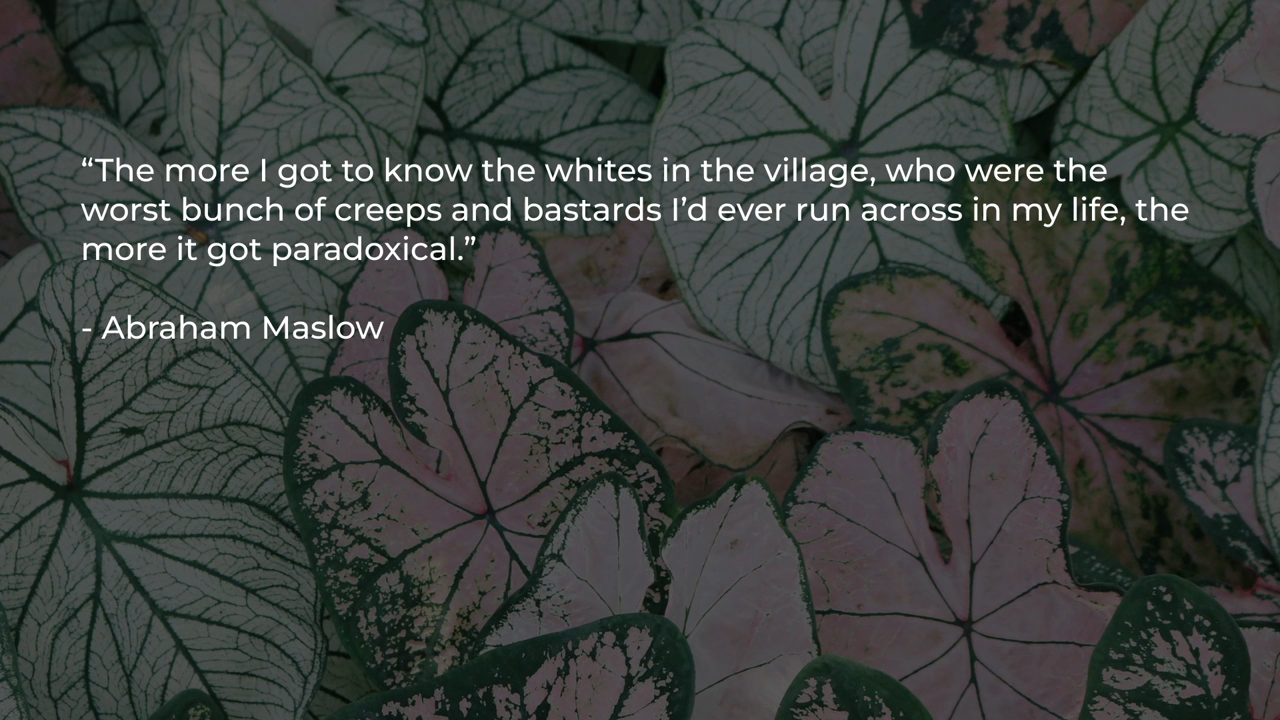 “The more I got to know the whites in the village, who were the
worst bunch of creeps and bastards I’d ever run across in my life, the
more it got paradoxical.”
- Abraham Maslow